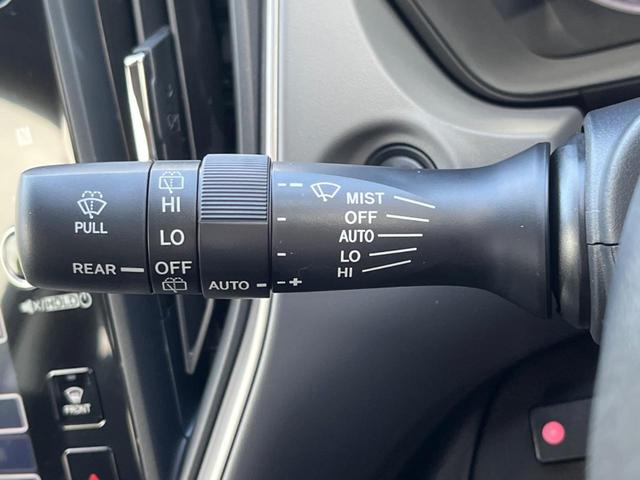 PULL
REAR
HI
LO
OFF
AUTO
- +
MIST
OFF
AUTO
LO
HI
HOLD
FRONT